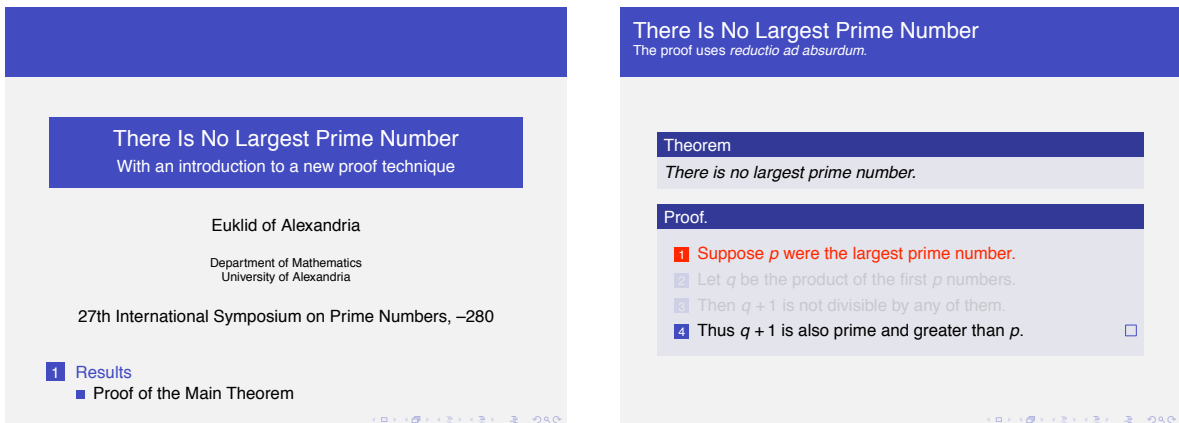 There Is No Largest Prime Number
With an introduction to a new proof technique
Euklid of Alexandria
Department of Mathematics
University of Alexandria
27th International Symposium on Prime Numbers, –280
1 Results
Proof of the Main Theorem
There Is No Largest Prime Number
The proof uses reductio ad absurdum.
Theorem
There is no largest prime number.
Proof.
1 Suppose p were the largest prime number.
2 Let q be the product of the first p numbers.
3 Then q + 1 is not divisible by any of them.
4 Thus q + 1 is also prime and greater than p.